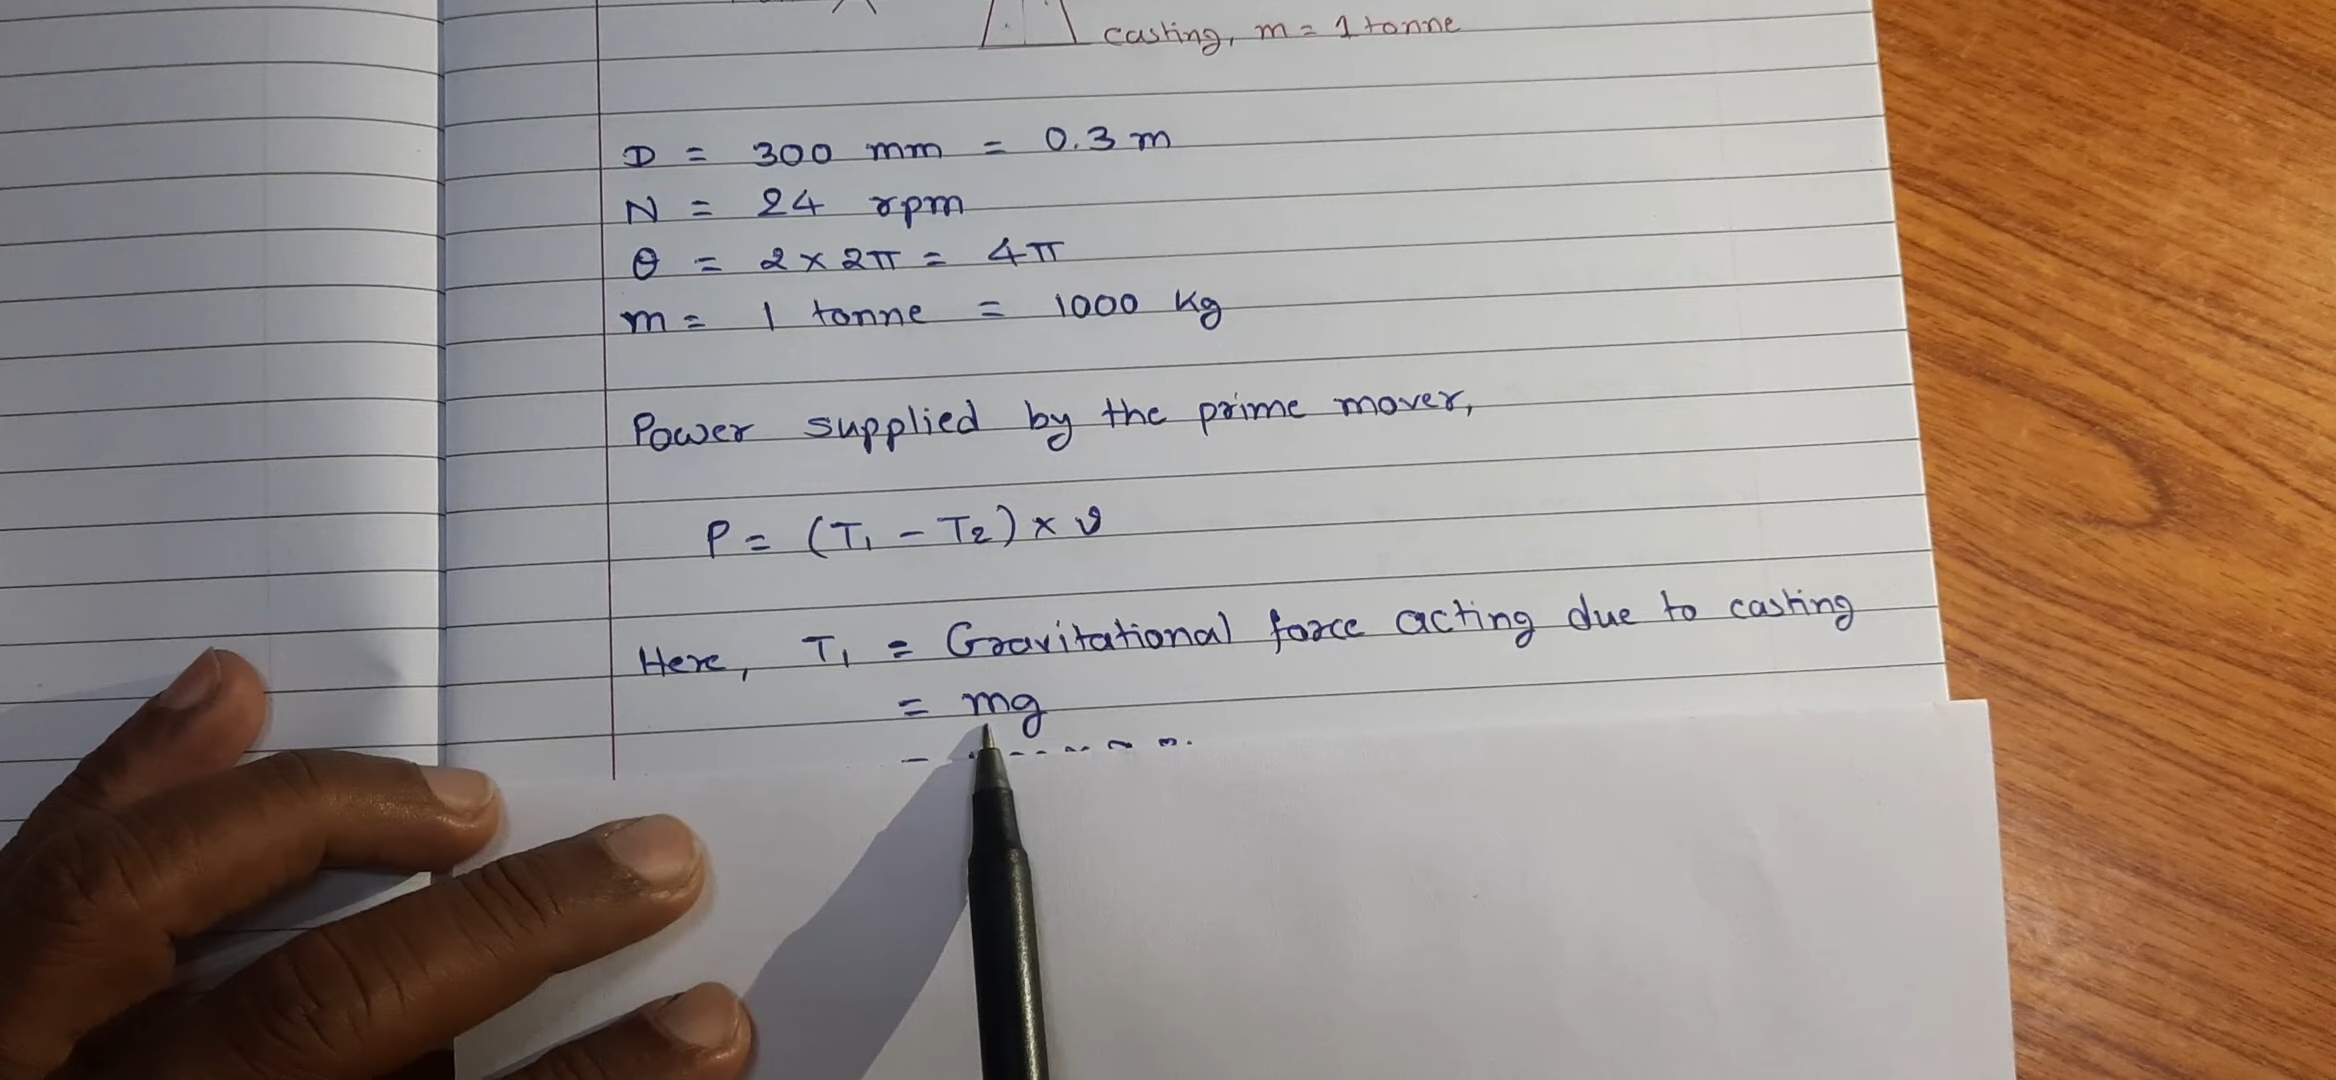 casting, m = 1 tonne
D = 300 mm = 0.3 m
N = 24 rpm
θ = 2 × 2π = 4π
m = 1 tonne = 1000 kg
Power supplied by the prime mover,
P = (T₁ - T₂) × v
Here, T₁ = Gravitational force acting due to casting
= mg